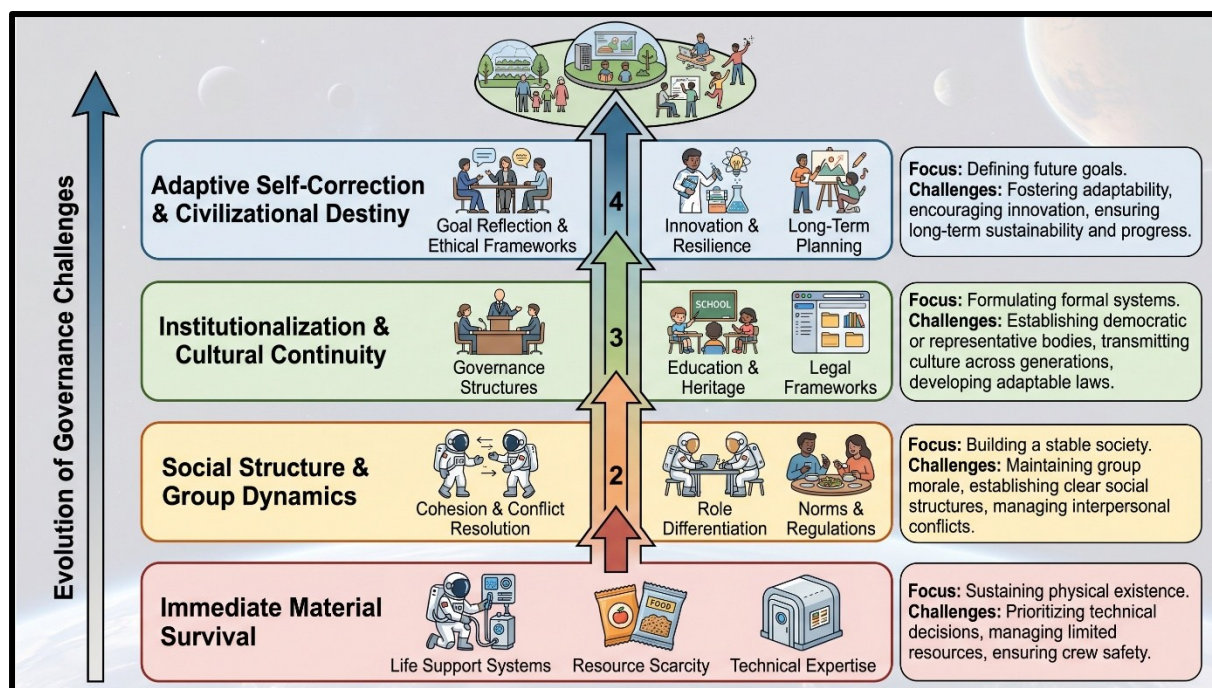 Evolution of Governance Challenges
Adaptive Self-Correction
& Civilizational Destiny
Goal Reflection &
Ethical Frameworks
4
Innovation &
Resilience
Long-Term
Planning
Focus: Defining future goals.
Challenges: Fostering adaptability,
encouraging innovation, ensuring
long-term sustainability and progress.
Institutionalization &
Cultural Continuity
Governance
Structures
3
SCHOOL
Education &
Heritage
Legal
Frameworks
Focus: Formulating formal systems.
Challenges: Establishing democratic
or representative bodies, transmitting
culture across generations,
developing adaptable laws.
Social Structure &
Group Dynamics
Cohesion & Conflict
Resolution
2
Role
Differentiation
Norms &
Regulations
Focus: Building a stable society.
Challenges: Maintaining group
morale, establishing clear social
structures, managing interpersonal
conflicts.
Immediate Material
Survival
Life Support Systems
FOOD
Resource Scarcity
Technical Expertise
Focus: Sustaining physical existence.
Challenges: Prioritizing technical
decisions, managing limited
resources, ensuring crew safety.